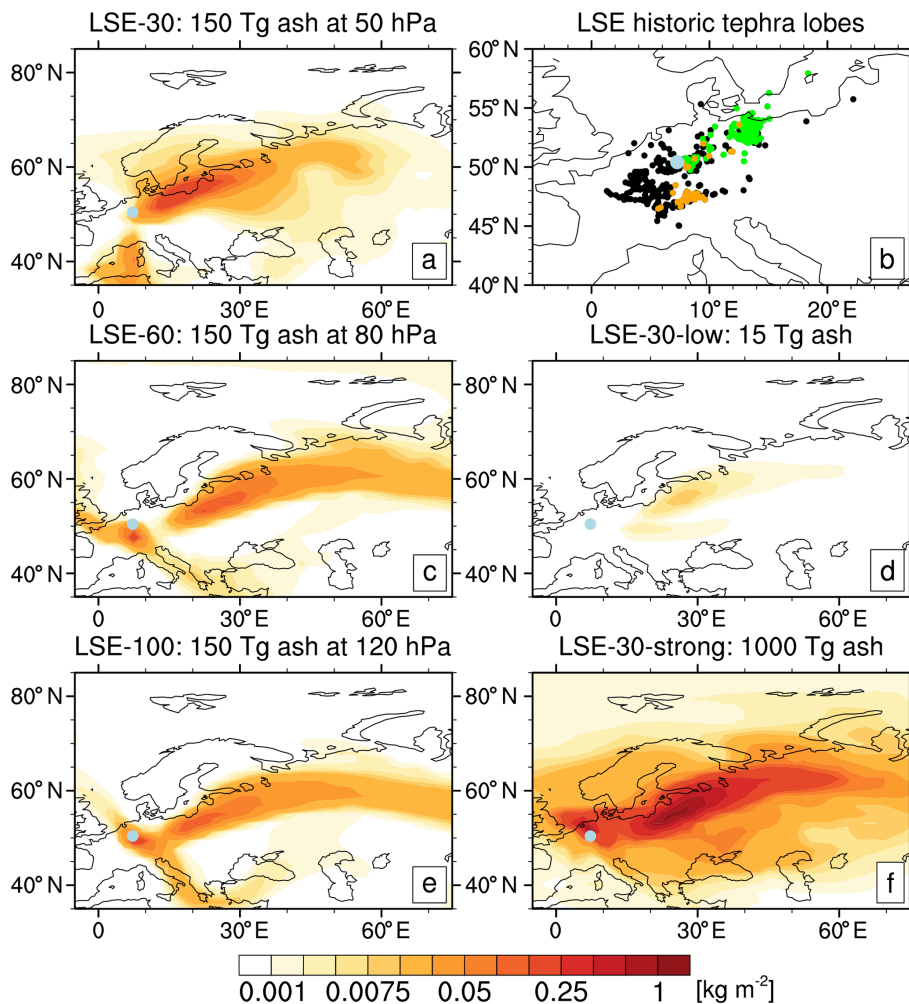 LSE-30: 150 Tg ash at 50 hPa
80° N
60° N
40° N
0°
30° E
60° E
a
LSE historic tephra lobes
60° N
55° N
50° N
45° N
40° N
0°
10° E
20° E
b
LSE-60: 150 Tg ash at 80 hPa
80° N
60° N
40° N
0°
30° E
60° E
c
LSE-30-low: 15 Tg ash
80° N
60° N
40° N
0°
30° E
60° E
d
LSE-100: 150 Tg ash at 120 hPa
80° N
60° N
40° N
0°
30° E
60° E
e
LSE-30-strong: 1000 Tg ash
80° N
60° N
40° N
0°
30° E
60° E
f
0.001 0.0075 0.05 0.25 1 [kg m⁻²]